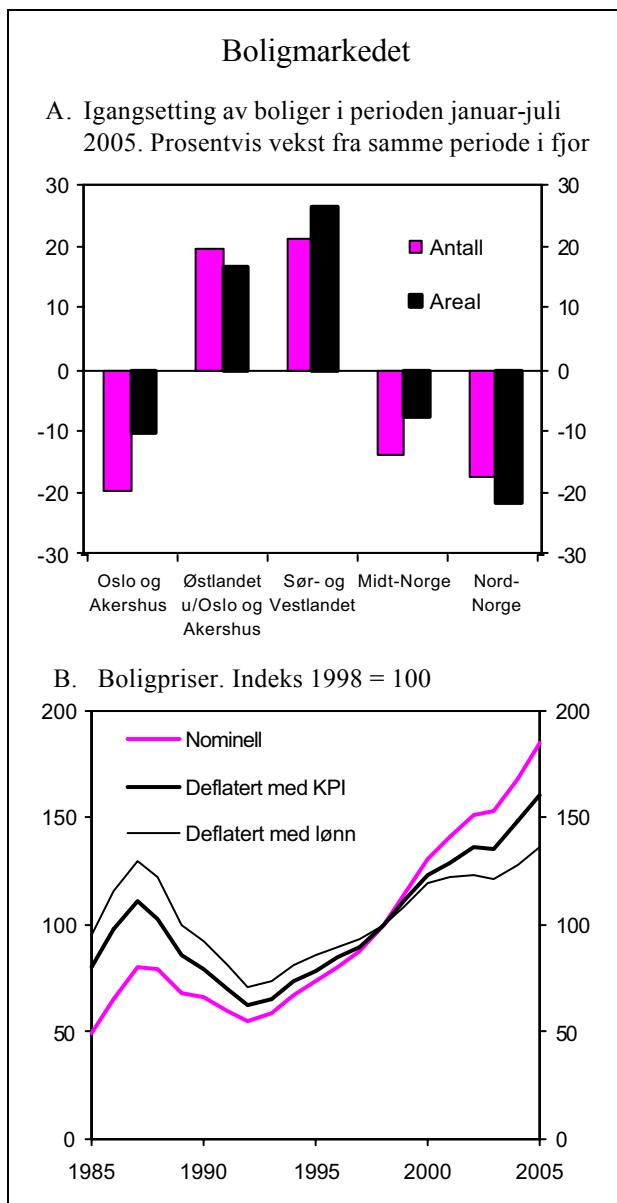 Boligmarkedet
A. Igangsetting av boliger i perioden januar-juli
2005. Prosentvis vekst fra samme periode i fjor
30 30
20 20
10 10
0 0
-10 -10
-20 -20
-30 -30
Antall
Areal
Oslo og
Akershus
Østlandet
u/Oslo og
Akershus
Sør- og
Vestlandet
Midt-Norge
Nord-
Norge
B. Boligpriser. Indeks 1998 = 100
200 200
150 150
100 100
50 50
0 0
Nominell
Deflatert med KPI
Deflatert med lønn
1985 1990 1995 2000 2005